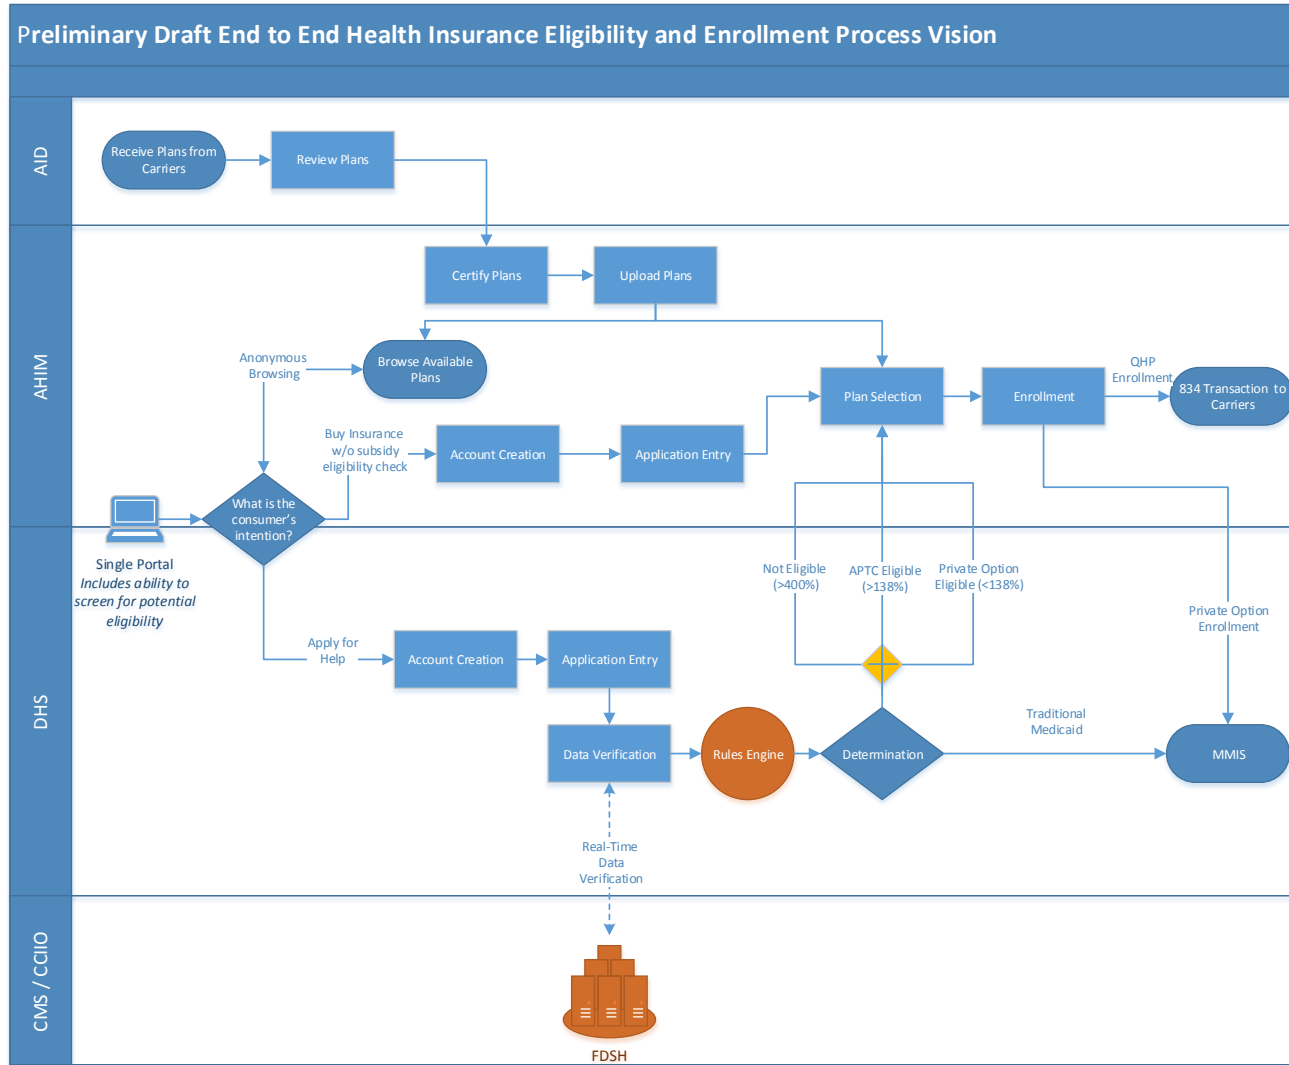 Preliminary Draft End to End Health Insurance Eligibility and Enrollment Process Vision
AID
Receive Plans from
Carriers
Review Plans
AHIM
Certify Plans
Upload Plans
Anonymous
Browsing
Browse Available
Plans
Buy Insurance
w/o subsidy
eligibility check
Account Creation
Application Entry
Plan Selection
Enrollment
QHP
Enrollment
834 Transaction to
Carriers
What is the
consumer's
intention?
Single Portal
Includes ability to
screen for potential
eligibility
DHS
Not Eligible
(>400%)
APTC Eligible
(>138%)
Private Option
Eligible (<138%)
Private Option
Enrollment
Apply for
Help
Account Creation
Application Entry
Data Verification
Rules Engine
Determination
Traditional
Medicaid
MMIS
Real-Time
Data
Verification
CMS / CCIIO
FDSH